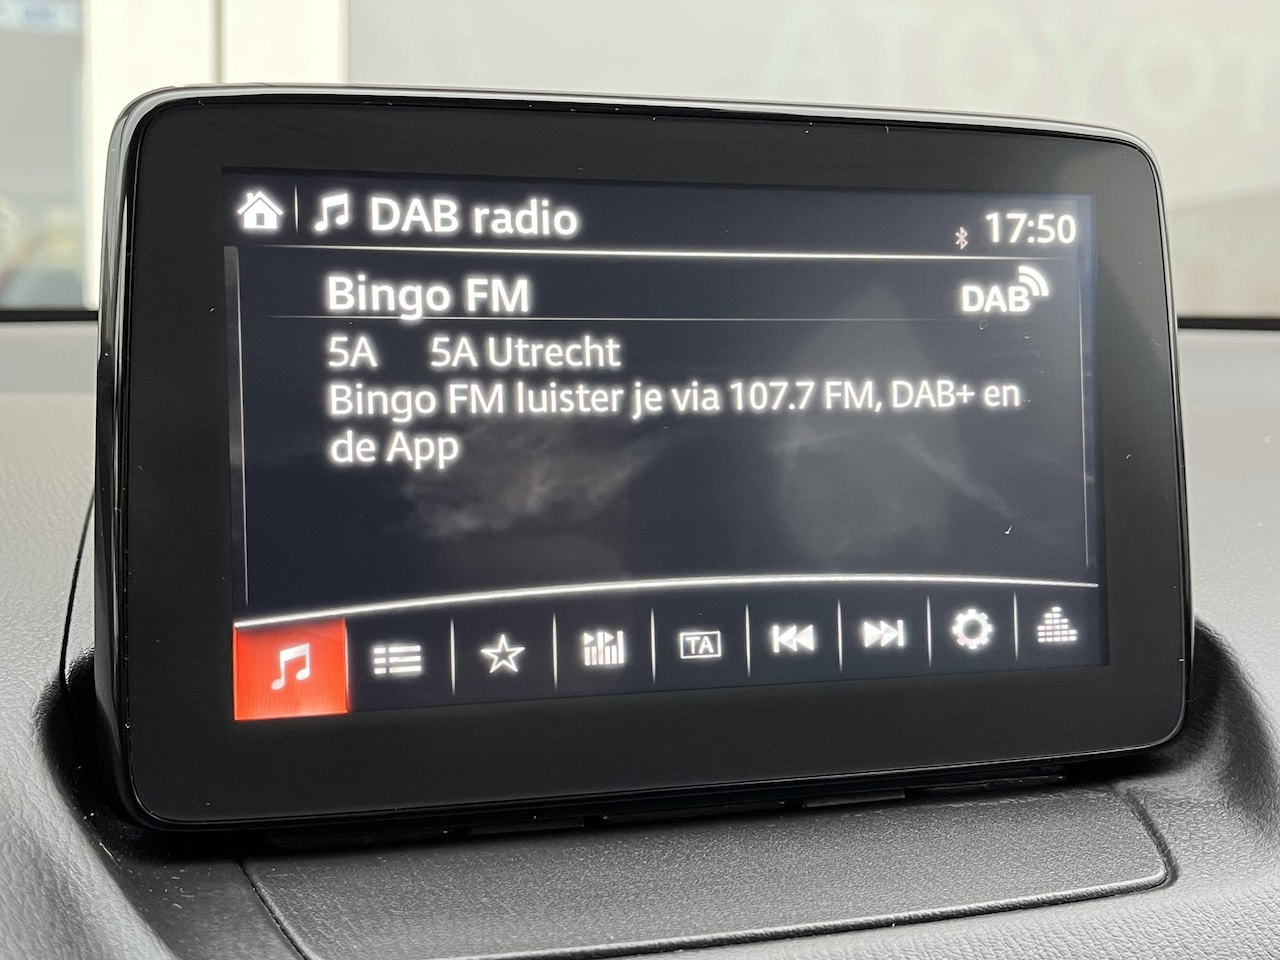 ATOYOT
DAB radio
17:50
Bingo FM
DAB
5A 5A Utrecht
Bingo FM luister je via 107.7 FM, DAB+ en
de App
TA